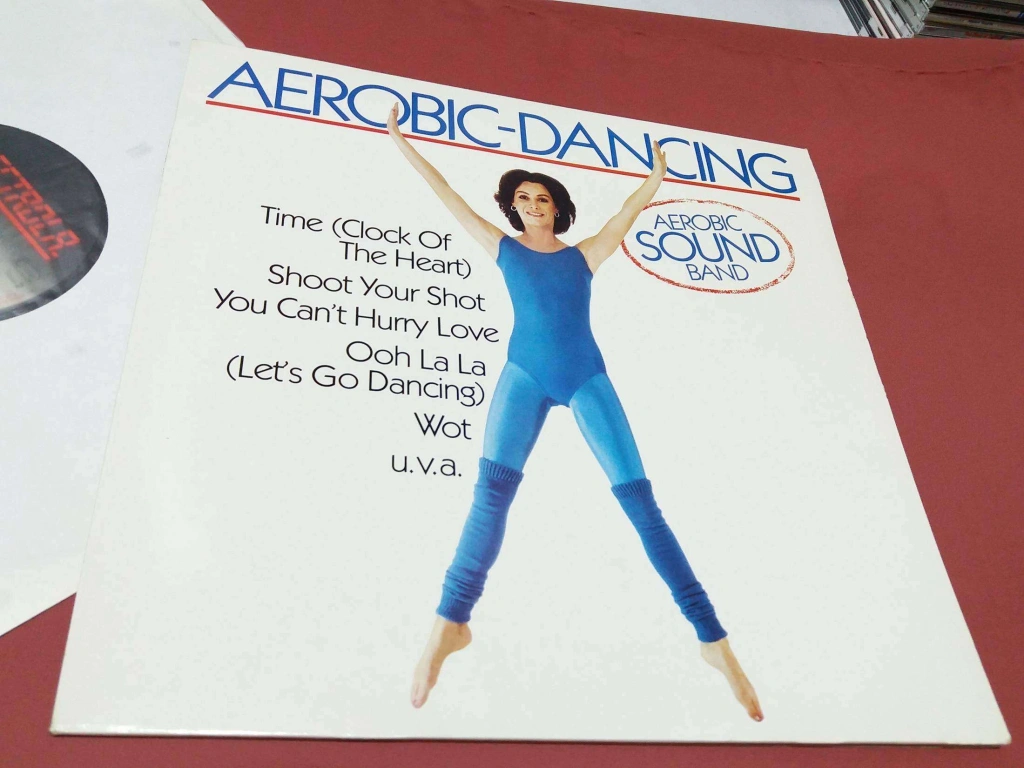 AEROBIC-DANCING
AEROBIC
SOUND
BAND
Time (Clock Of
The Heart)
Shoot Your Shot
You Can't Hurry Love
Ooh La La
(Let's Go Dancing)
Wot
u.v.a.